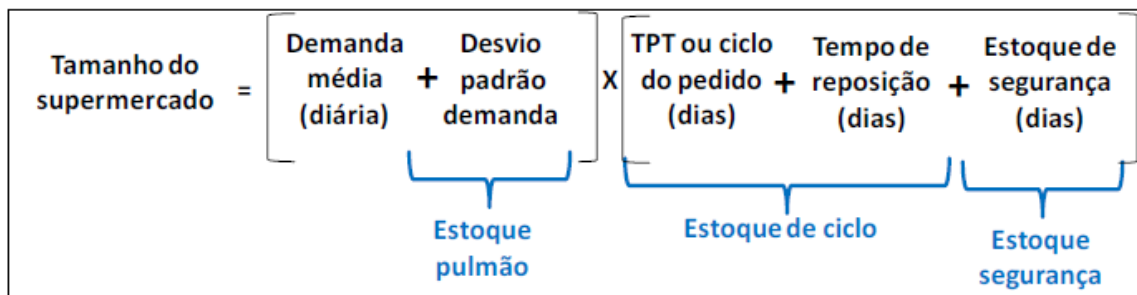 Tamanho do
supermercado
=
Demanda
média
(diária)
+
Desvio
padrão
demanda
X
TPT ou ciclo
do pedido
(dias)
+
Tempo de
reposição
(dias)
+
Estoque de
segurança
(dias)
Estoque
pulmão
Estoque de ciclo
Estoque
segurança